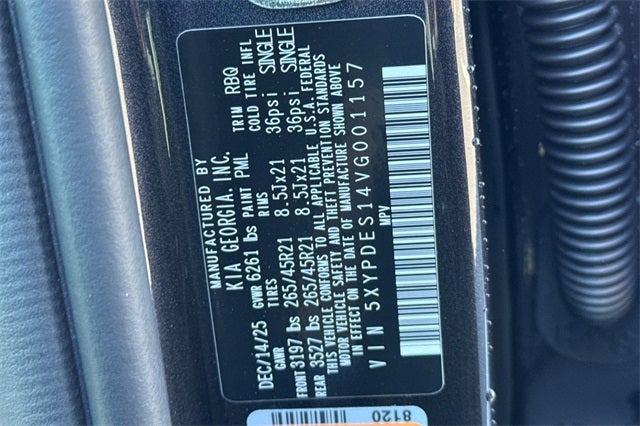 MANUFACTURED BY
KIA GEORGIA, INC.
DEC/14/25 PAINT PML TRIM RBQ
GVWR 6261 lbs
GAWR TIRES RIMS COLD TIRE INFL
FRONT 3197 lbs 265/45R21 8.5Jx21 36psi SINGLE
REAR 3527 lbs 265/45R21 8.5Jx21 36psi SINGLE
THIS VEHICLE CONFORMS TO ALL APPLICABLE U.S.A. FEDERAL
MOTOR VEHICLE SAFETY AND THEFT PREVENTION STANDARDS
IN EFFECT ON THE DATE OF MANUFACTURE SHOWN ABOVE
VIN 5XYPDES14VG001157
MPV
8120